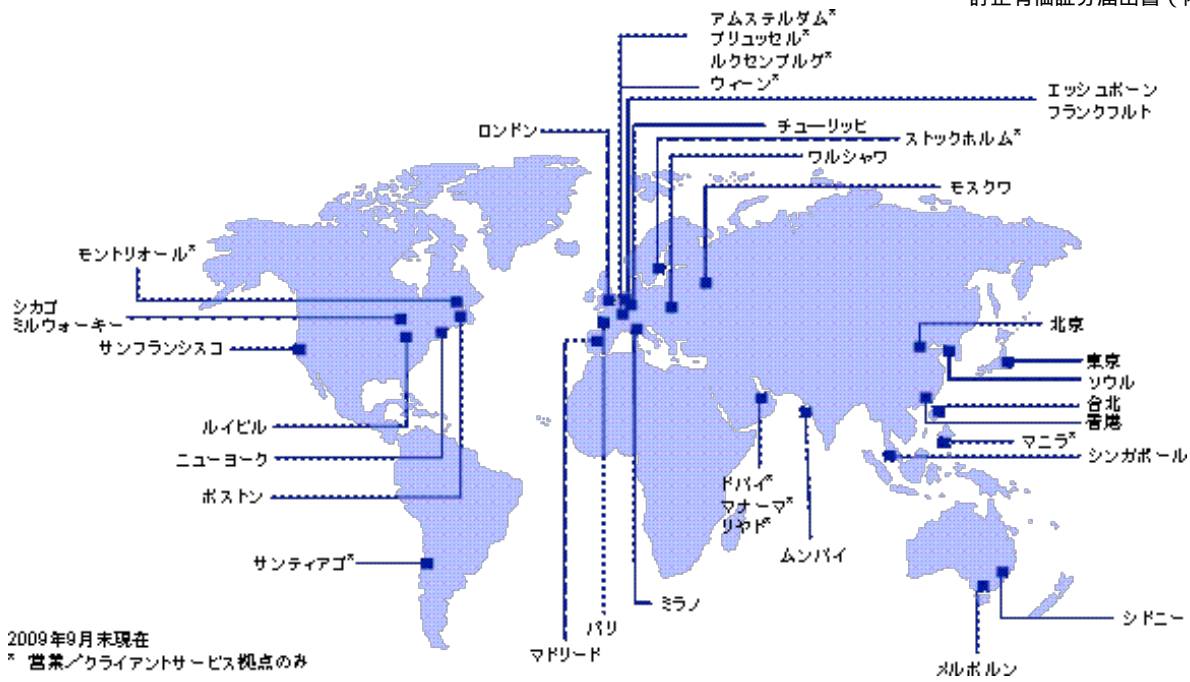 アムステルダム*
ブリュッセル*
ルクセンブルグ*
ウィーン*
エッシュボーン
フランクフルト
ロンドン
チューリッヒ
ストックホルム*
ワルシャワ
モスクワ
モントリオール*
シカゴ
ミルウォーキー
サンフランシスコ
北京
東京
ソウル
台北
香港
ルイビル
マニラ*
ニューヨーク
シンガポール
ボストン
ドバイ*
マナーマ*
リヤド*
ムンバイ
サンティアゴ*
ミラノ
パリ
シドニー
マドリード
メルボルン
2009年9月末現在
* 営業/クライアントサービス拠点のみ